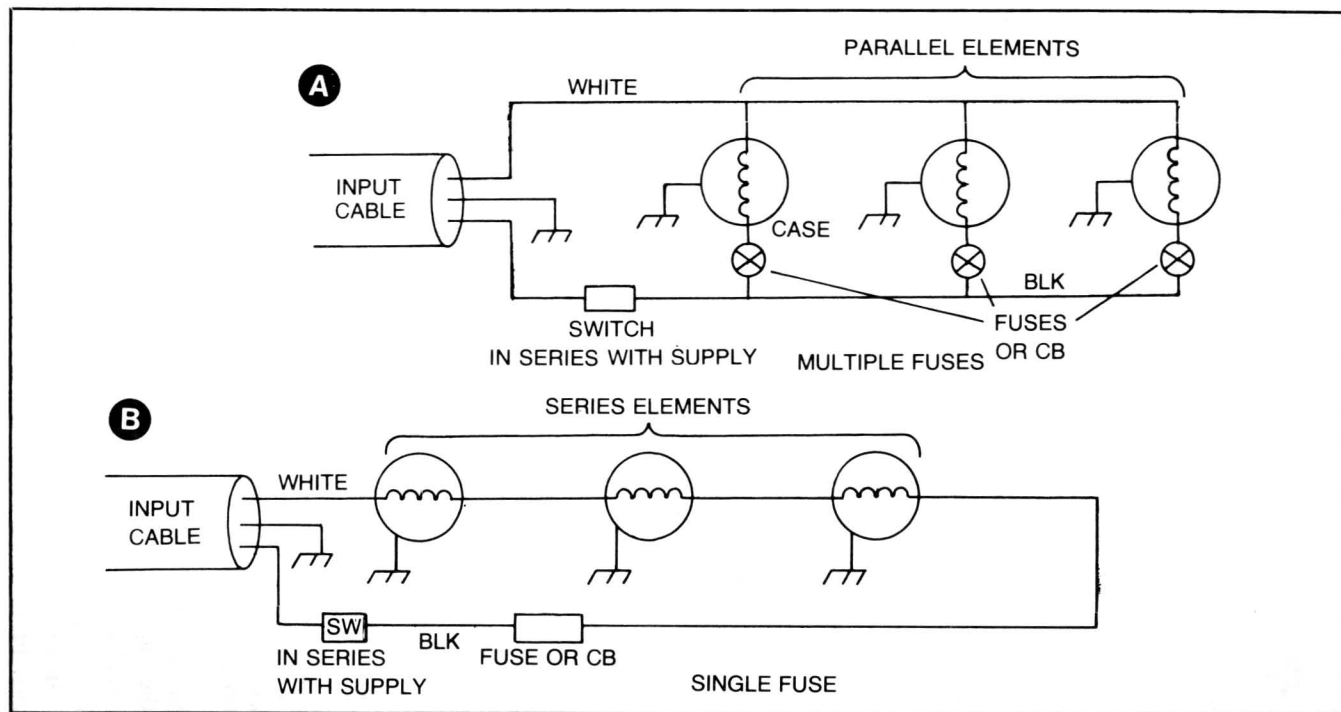 A
PARALLEL ELEMENTS
WHITE
INPUT
CABLE
CASE
BLK
SWITCH
IN SERIES WITH SUPPLY
FUSES
OR CB
MULTIPLE FUSES
B
SERIES ELEMENTS
WHITE
INPUT
CABLE
SW
BLK
IN SERIES
WITH SUPPLY
FUSE OR CB
SINGLE FUSE